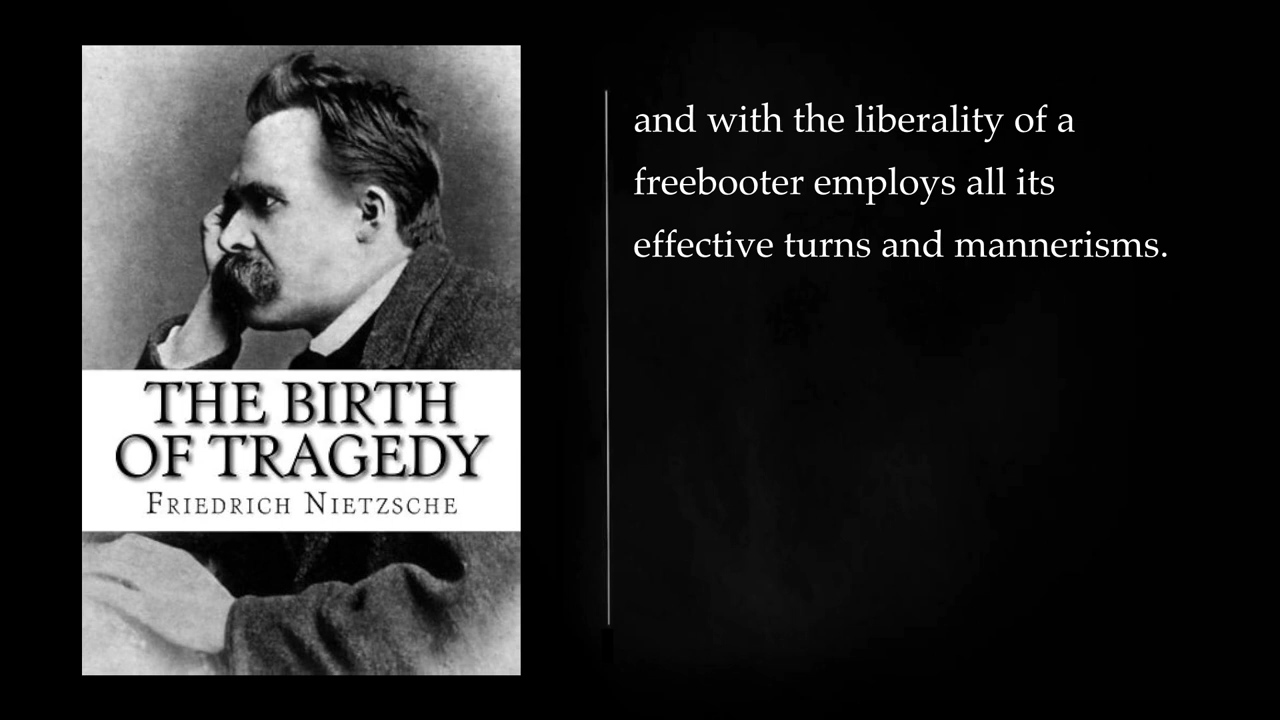 THE BIRTH
OF TRAGEDY
FRIEDRICH NIETZSCHE
and with the liberality of a
freebooter employs all its
effective turns and mannerisms.